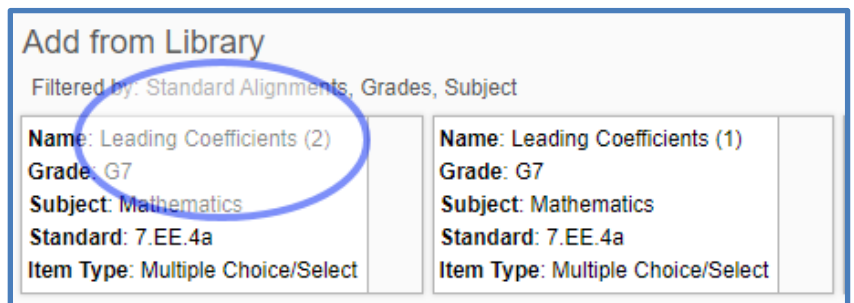 Add from Library
Filtered by: Standard Alignments, Grades, Subject
Name: Leading Coefficients (2)
Grade: G7
Subject: Mathematics
Standard: 7.EE.4a
Item Type: Multiple Choice/Select
Name: Leading Coefficients (1)
Grade: G7
Subject: Mathematics
Standard: 7.EE.4a
Item Type: Multiple Choice/Select